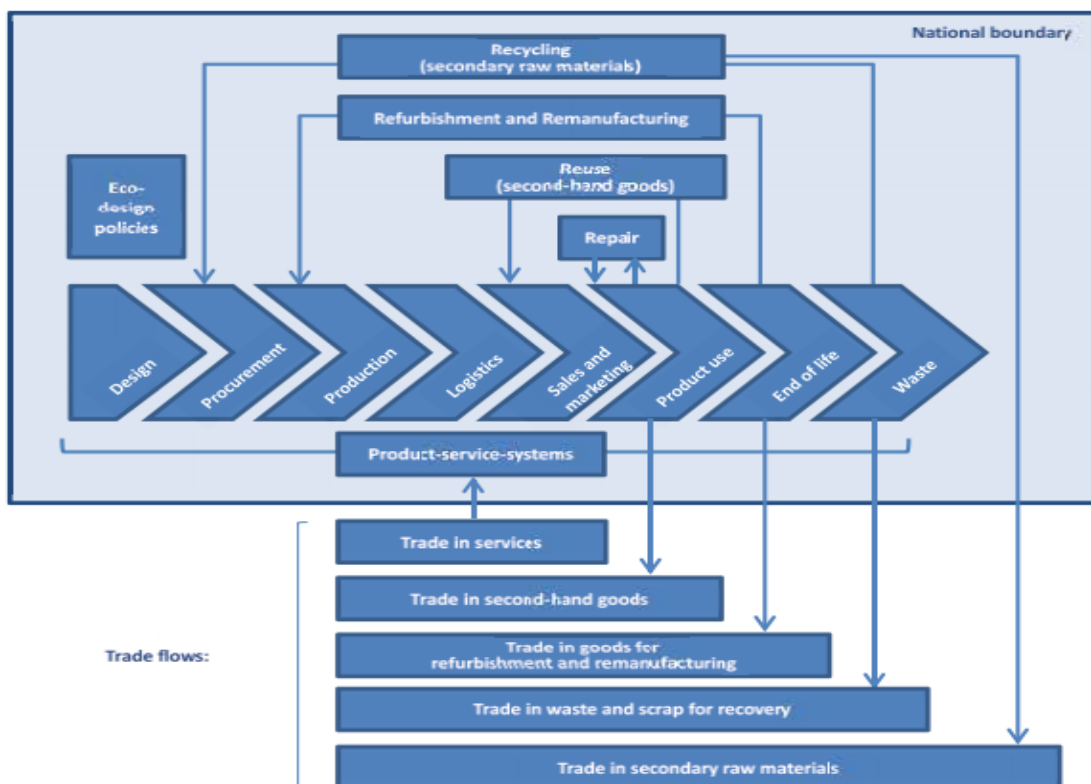 National boundary
Recycling
(secondary raw materials)
Refurbishment and Remanufacturing
Reuse
(second-hand goods)
Eco-
design
policies
Repair
Design
Procurement
Production
Logistics
Sales and
marketing
Product use
End of life
Waste
Product-service-systems
Trade in services
Trade in second-hand goods
Trade in goods for
refurbishment and remanufacturing
Trade flows:
Trade in waste and scrap for recovery
Trade in secondary raw materials